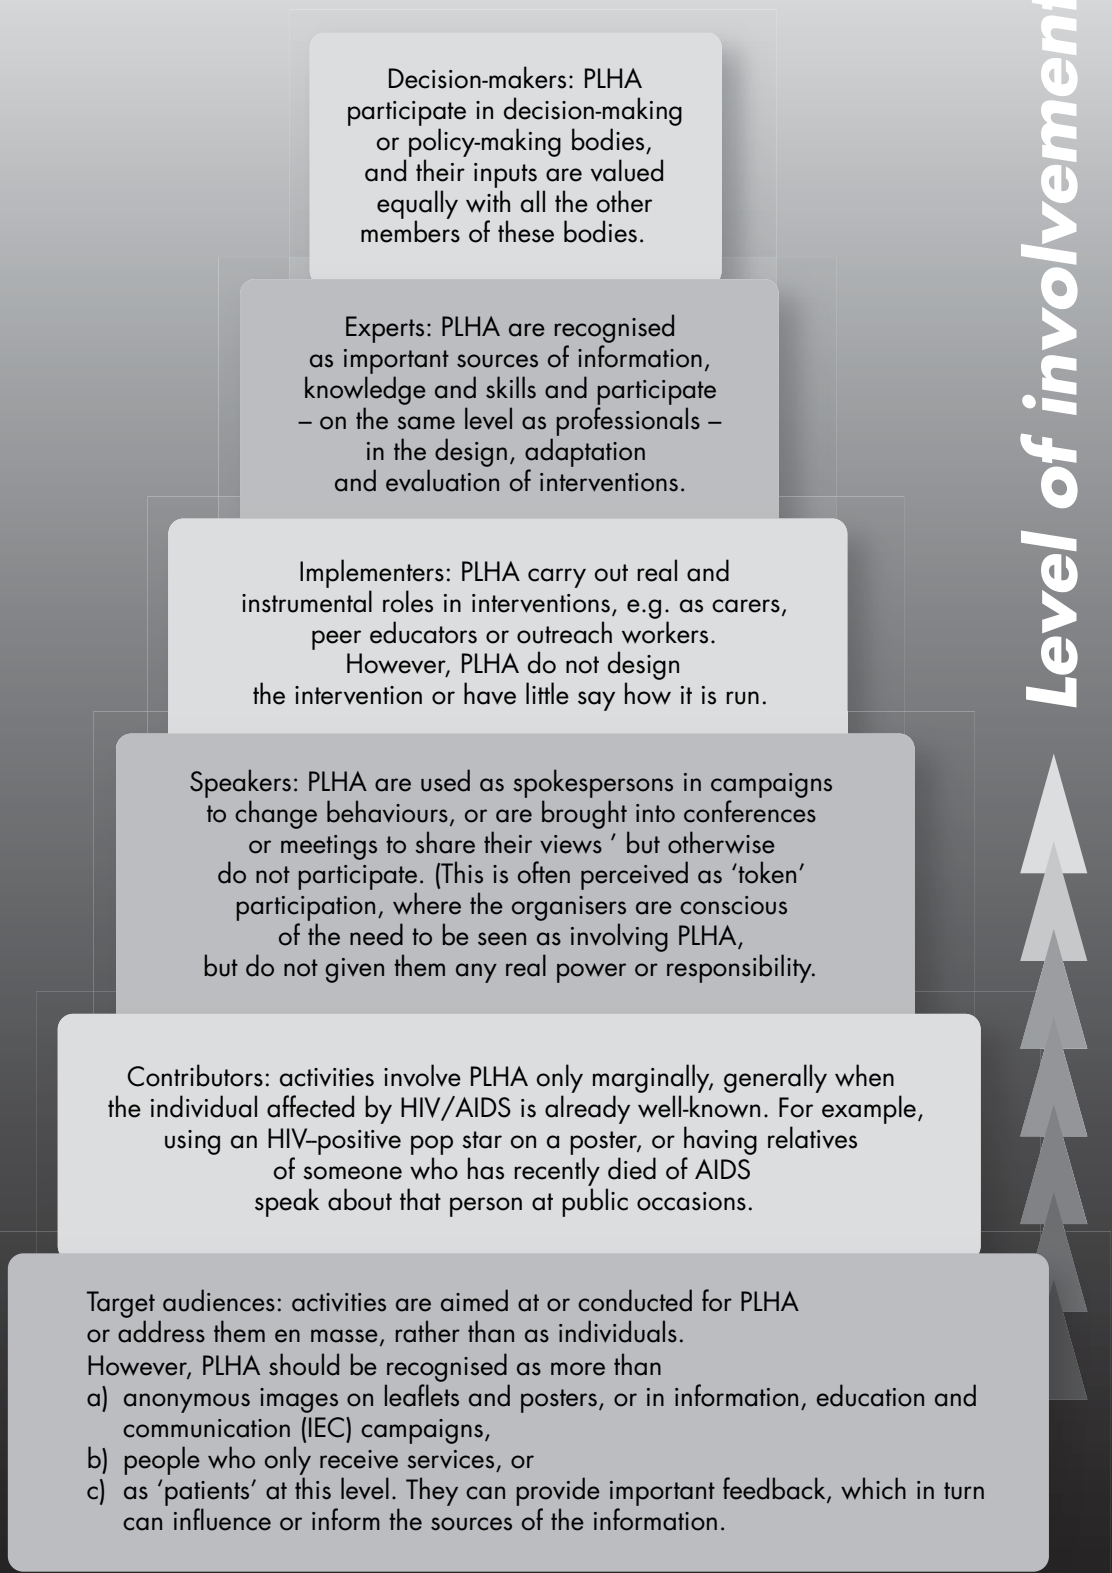 Decision-makers: PLHA
participate in decision-making
or policy-making bodies,
and their inputs are valued
equally with all the other
members of these bodies.
Experts: PLHA are recognised
as important sources of information,
knowledge and skills and participate
– on the same level as professionals –
in the design, adaptation
and evaluation of interventions.
Implementers: PLHA carry out real and
instrumental roles in interventions, e.g. as carers,
peer educators or outreach workers.
However, PLHA do not design
the intervention or have little say how it is run.
Speakers: PLHA are used as spokespersons in campaigns
to change behaviours, or are brought into conferences
or meetings to share their views ’ but otherwise
do not participate. (This is often perceived as ‘token’
participation, where the organisers are conscious
of the need to be seen as involving PLHA,
but do not given them any real power or responsibility.
Contributors: activities involve PLHA only marginally, generally when
the individual affected by HIV/AIDS is already well-known. For example,
using an HIV–positive pop star on a poster, or having relatives
of someone who has recently died of AIDS
speak about that person at public occasions.
Target audiences: activities are aimed at or conducted for PLHA
or address them en masse, rather than as individuals.
However, PLHA should be recognised as more than
a) anonymous images on leaflets and posters, or in information, education and
communication (IEC) campaigns,
b) people who only receive services, or
c) as ‘patients’ at this level. They can provide important feedback, which in turn
can influence or inform the sources of the information.
Level of involvement